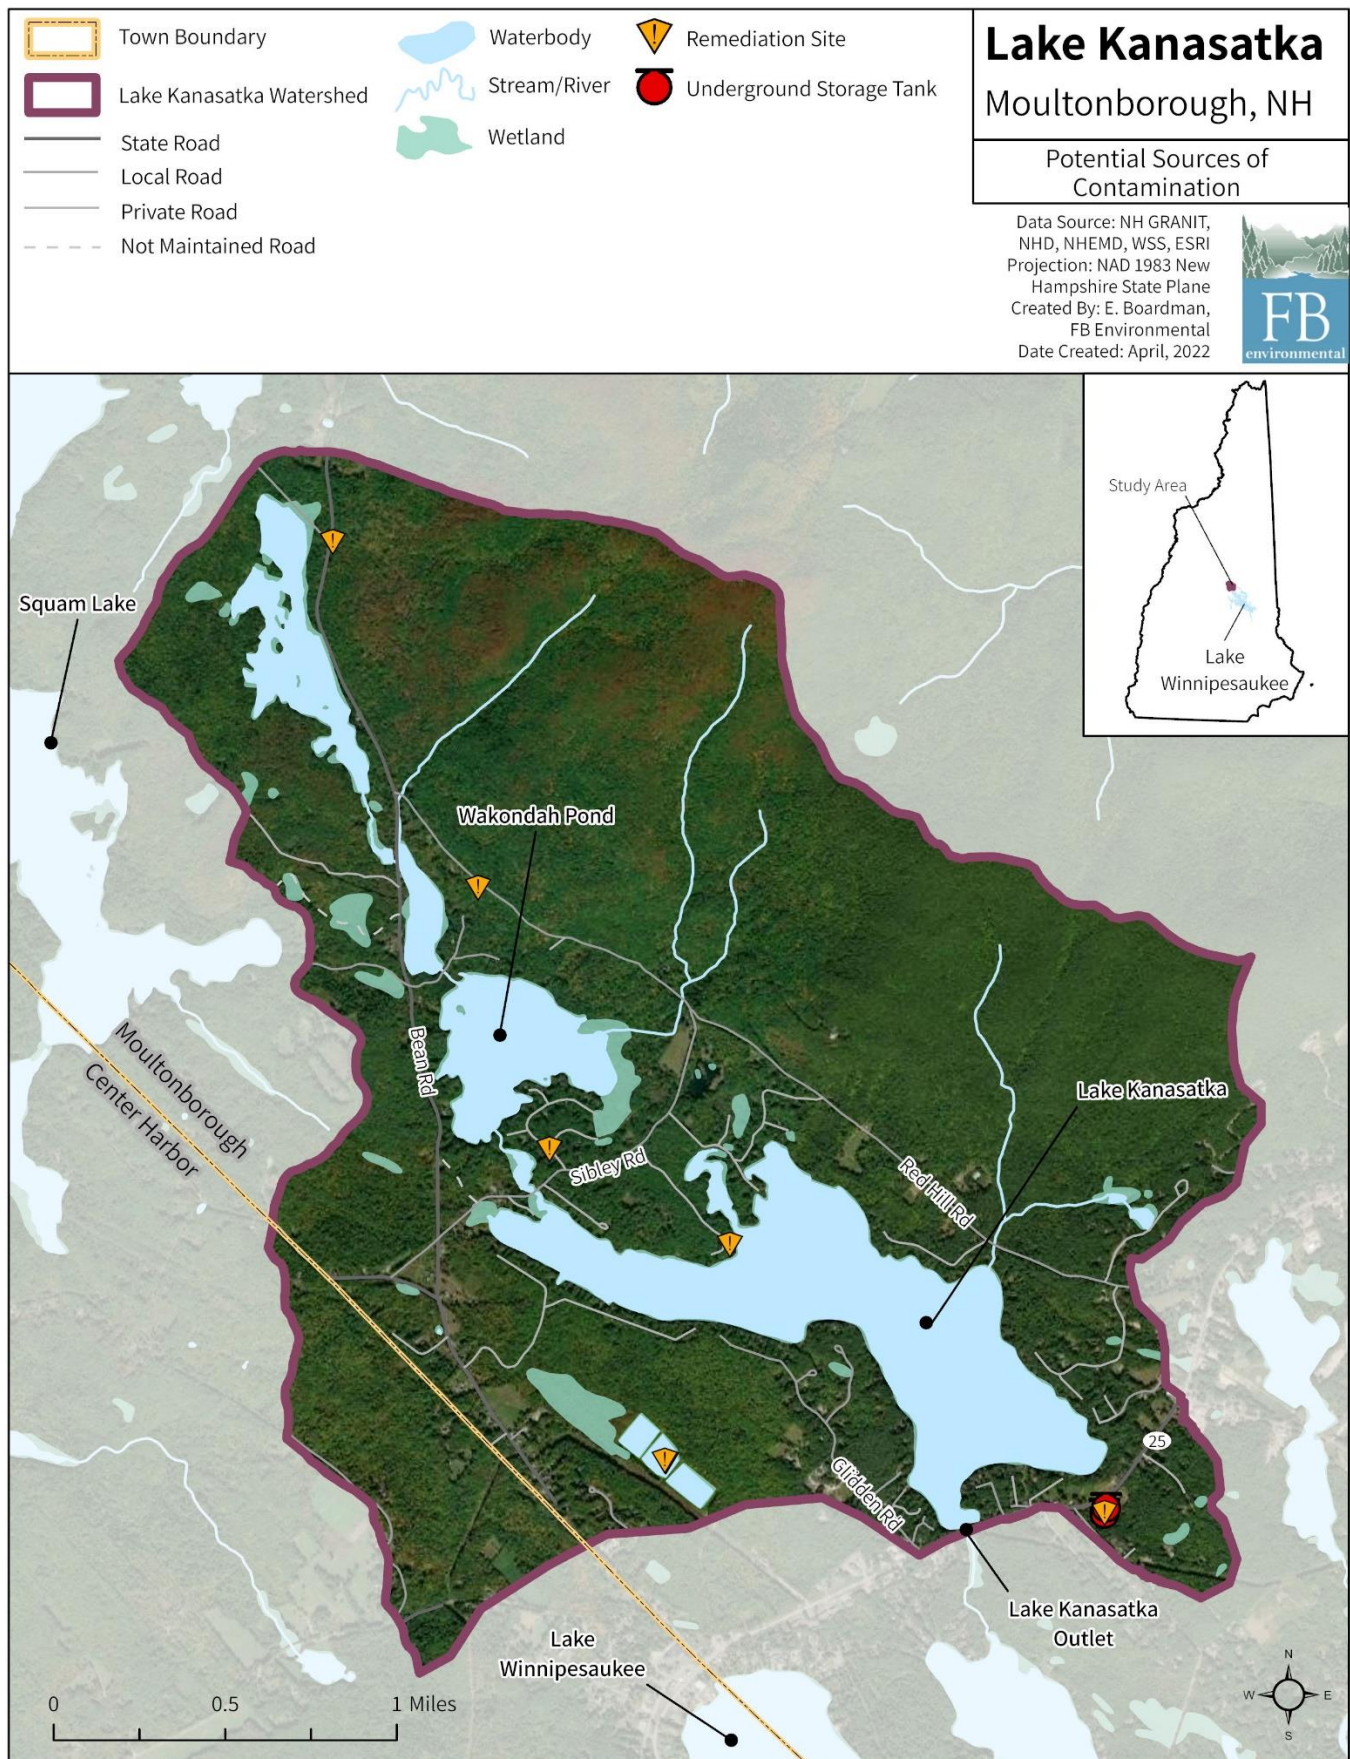 Town Boundary
Lake Kanasatka Watershed
State Road
Local Road
Private Road
Not Maintained Road
Waterbody
Stream/River
Wetland
Remediation Site
Underground Storage Tank
Lake Kanasatka
Moultonborough, NH
Potential Sources of
Contamination
Data Source: NH GRANIT,
NHD, NHEMD, WSS, ESRI
Projection: NAD 1983 New
Hampshire State Plane
Created By: E. Boardman,
FB Environmental
Date Created: April, 2022
FB
environmental
Study Area
Lake
Winnipesaukee
Squam Lake
Wakondah Pond
Moultonborough
Center Harbor
Bean Rd
Lake Kanasatka
Sibley Rd
Red Hill Rd
25
Glidden Rd
Lake Kanasatka
Outlet
Lake
Winnipesaukee
0 0.5 1 Miles
N
W E
S